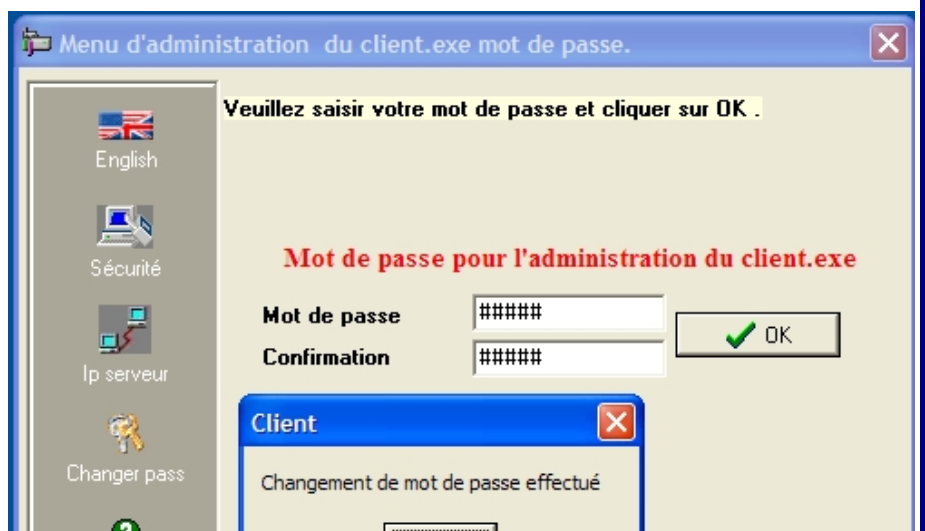 Menu d'administration du client.exe mot de passe.
Veuillez saisir votre mot de passe et cliquer sur OK .
English
Sécurité
Mot de passe pour l'administration du client.exe
Mot de passe #####
OK
Confirmation #####
Ip serveur
Client
Changer pass
Changement de mot de passe effectué